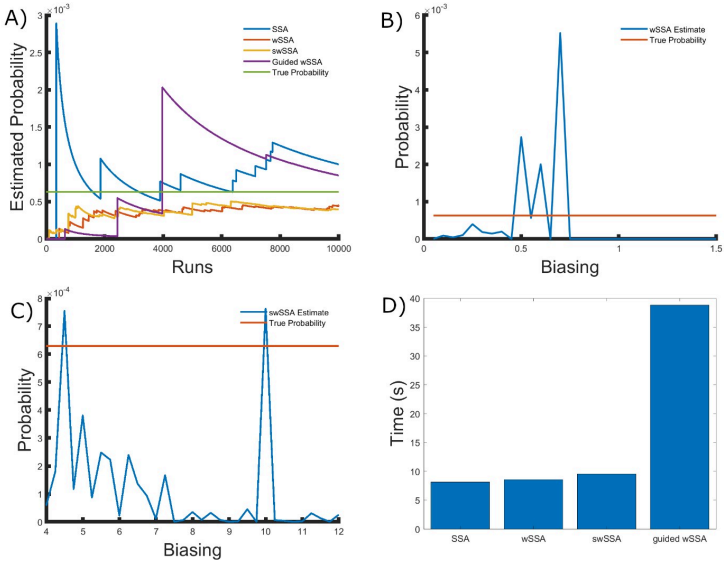 A)
×10⁻³
3
2.5
2
1.5
1
0.5
0
Estimated Probability
SSA
wSSA
swSSA
Guided wSSA
True Probability
0 2000 4000 6000 8000 10000
Runs
B)
×10⁻³
6
5
4
3
2
1
0
Probability
wSSA Estimate
True Probability
0 0.5 1 1.5
Biasing
C)
×10⁻⁴
8
7
6
5
4
3
2
1
0
Probability
swSSA Estimate
True Probability
4 5 6 7 8 9 10 11 12
Biasing
D)
40
35
30
25
20
15
10
5
0
Time (s)
SSA wSSA swSSA guided wSSA